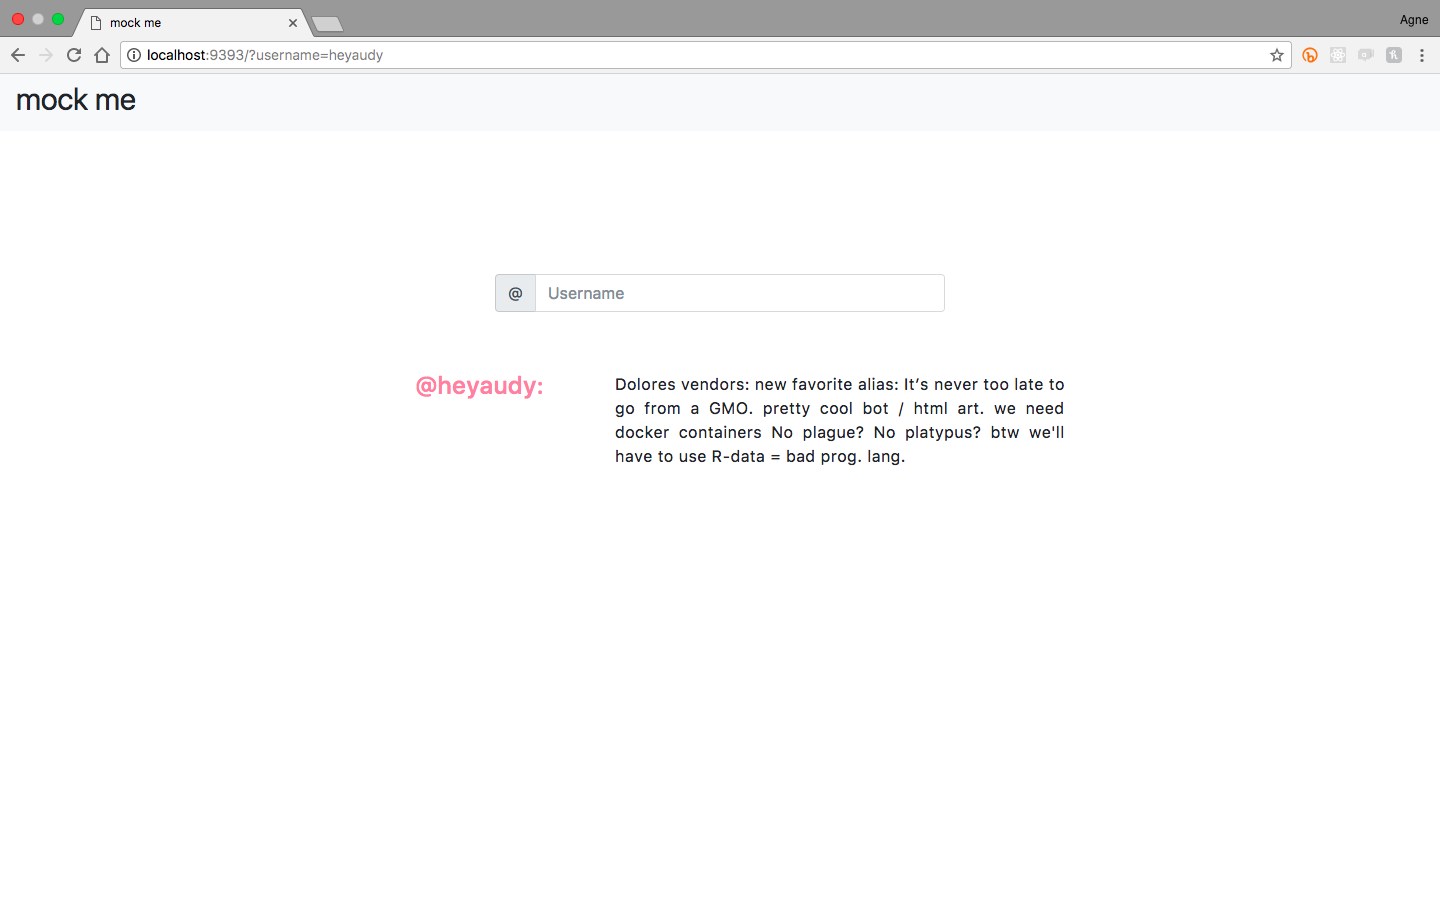 mock me
Agne
localhost:9393/?username=heyaudy
mock me
@ Username
@heyaudy:
Dolores vendors: new favorite alias: It’s never too late to
go from a GMO. pretty cool bot / html art. we need
docker containers No plague? No platypus? btw we'll
have to use R-data = bad prog. lang.